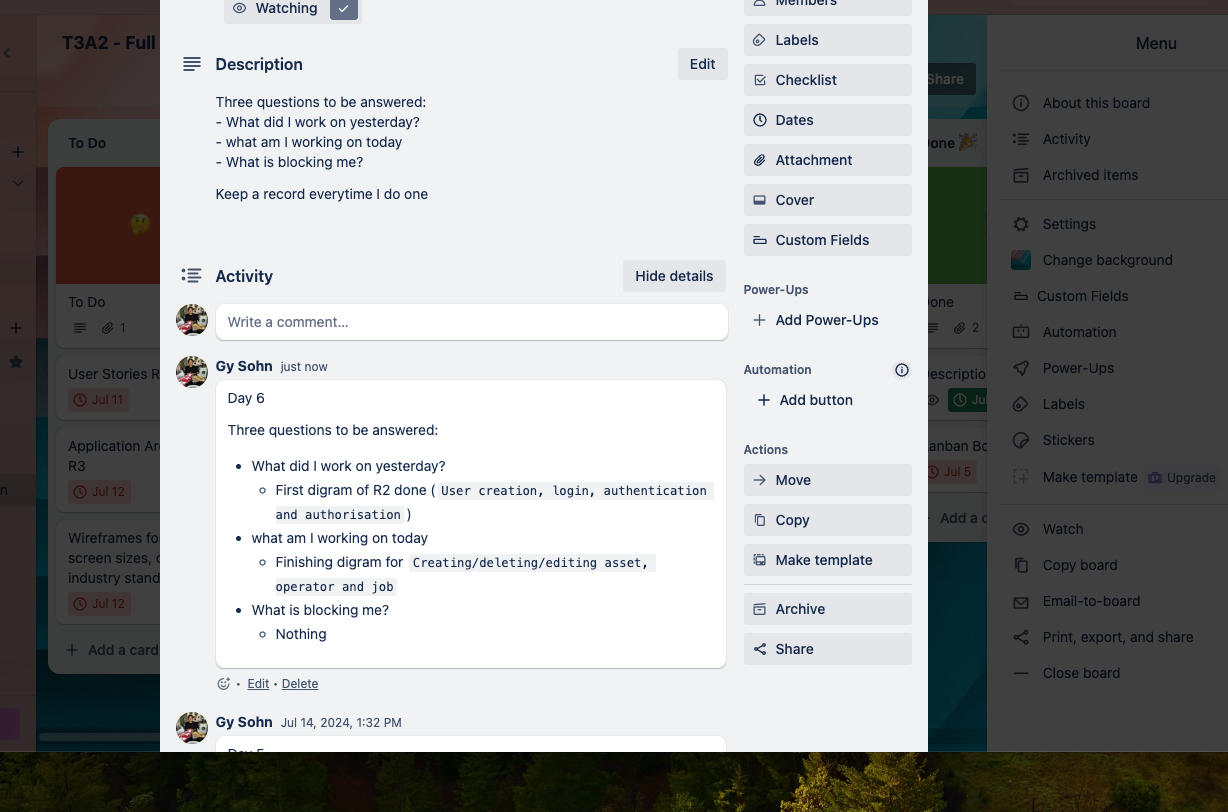 Watching
Members
T3A2 - Full
Labels
Menu
Description
Edit
Share
Checklist
Three questions to be answered:
- What did I work on yesterday?
- what am I working on today
- What is blocking me?
Keep a record everytime I do one
Dates
Attachment
Cover
Custom Fields
To Do
To Do
1
User Stories R
Jul 11
Application Ar
R3
Jul 12
Wireframes fo
screen sizes, c
industry stand
Jul 12
Add a card
Activity
Hide details
Write a comment...
Gy Sohn just now
Day 6
Three questions to be answered:
What did I work on yesterday?
First digram of R2 done ( User creation, login, authentication
and authorisation )
what am I working on today
Finishing digram for Creating/deleting/editing asset,
operator and job
What is blocking me?
Nothing
Edit • Delete
Gy Sohn Jul 14, 2024, 1:32 PM
Day 5
Power-Ups
Add Power-Ups
Automation
Add button
Actions
Move
Copy
Make template
Archive
Share
one
one
2
escriptio
Jul
anban Bo
Jul 5
Add a c
About this board
Activity
Archived items
Settings
Change background
Custom Fields
Automation
Power-Ups
Labels
Stickers
Make template Upgrade
Watch
Copy board
Email-to-board
Print, export, and share
Close board
n